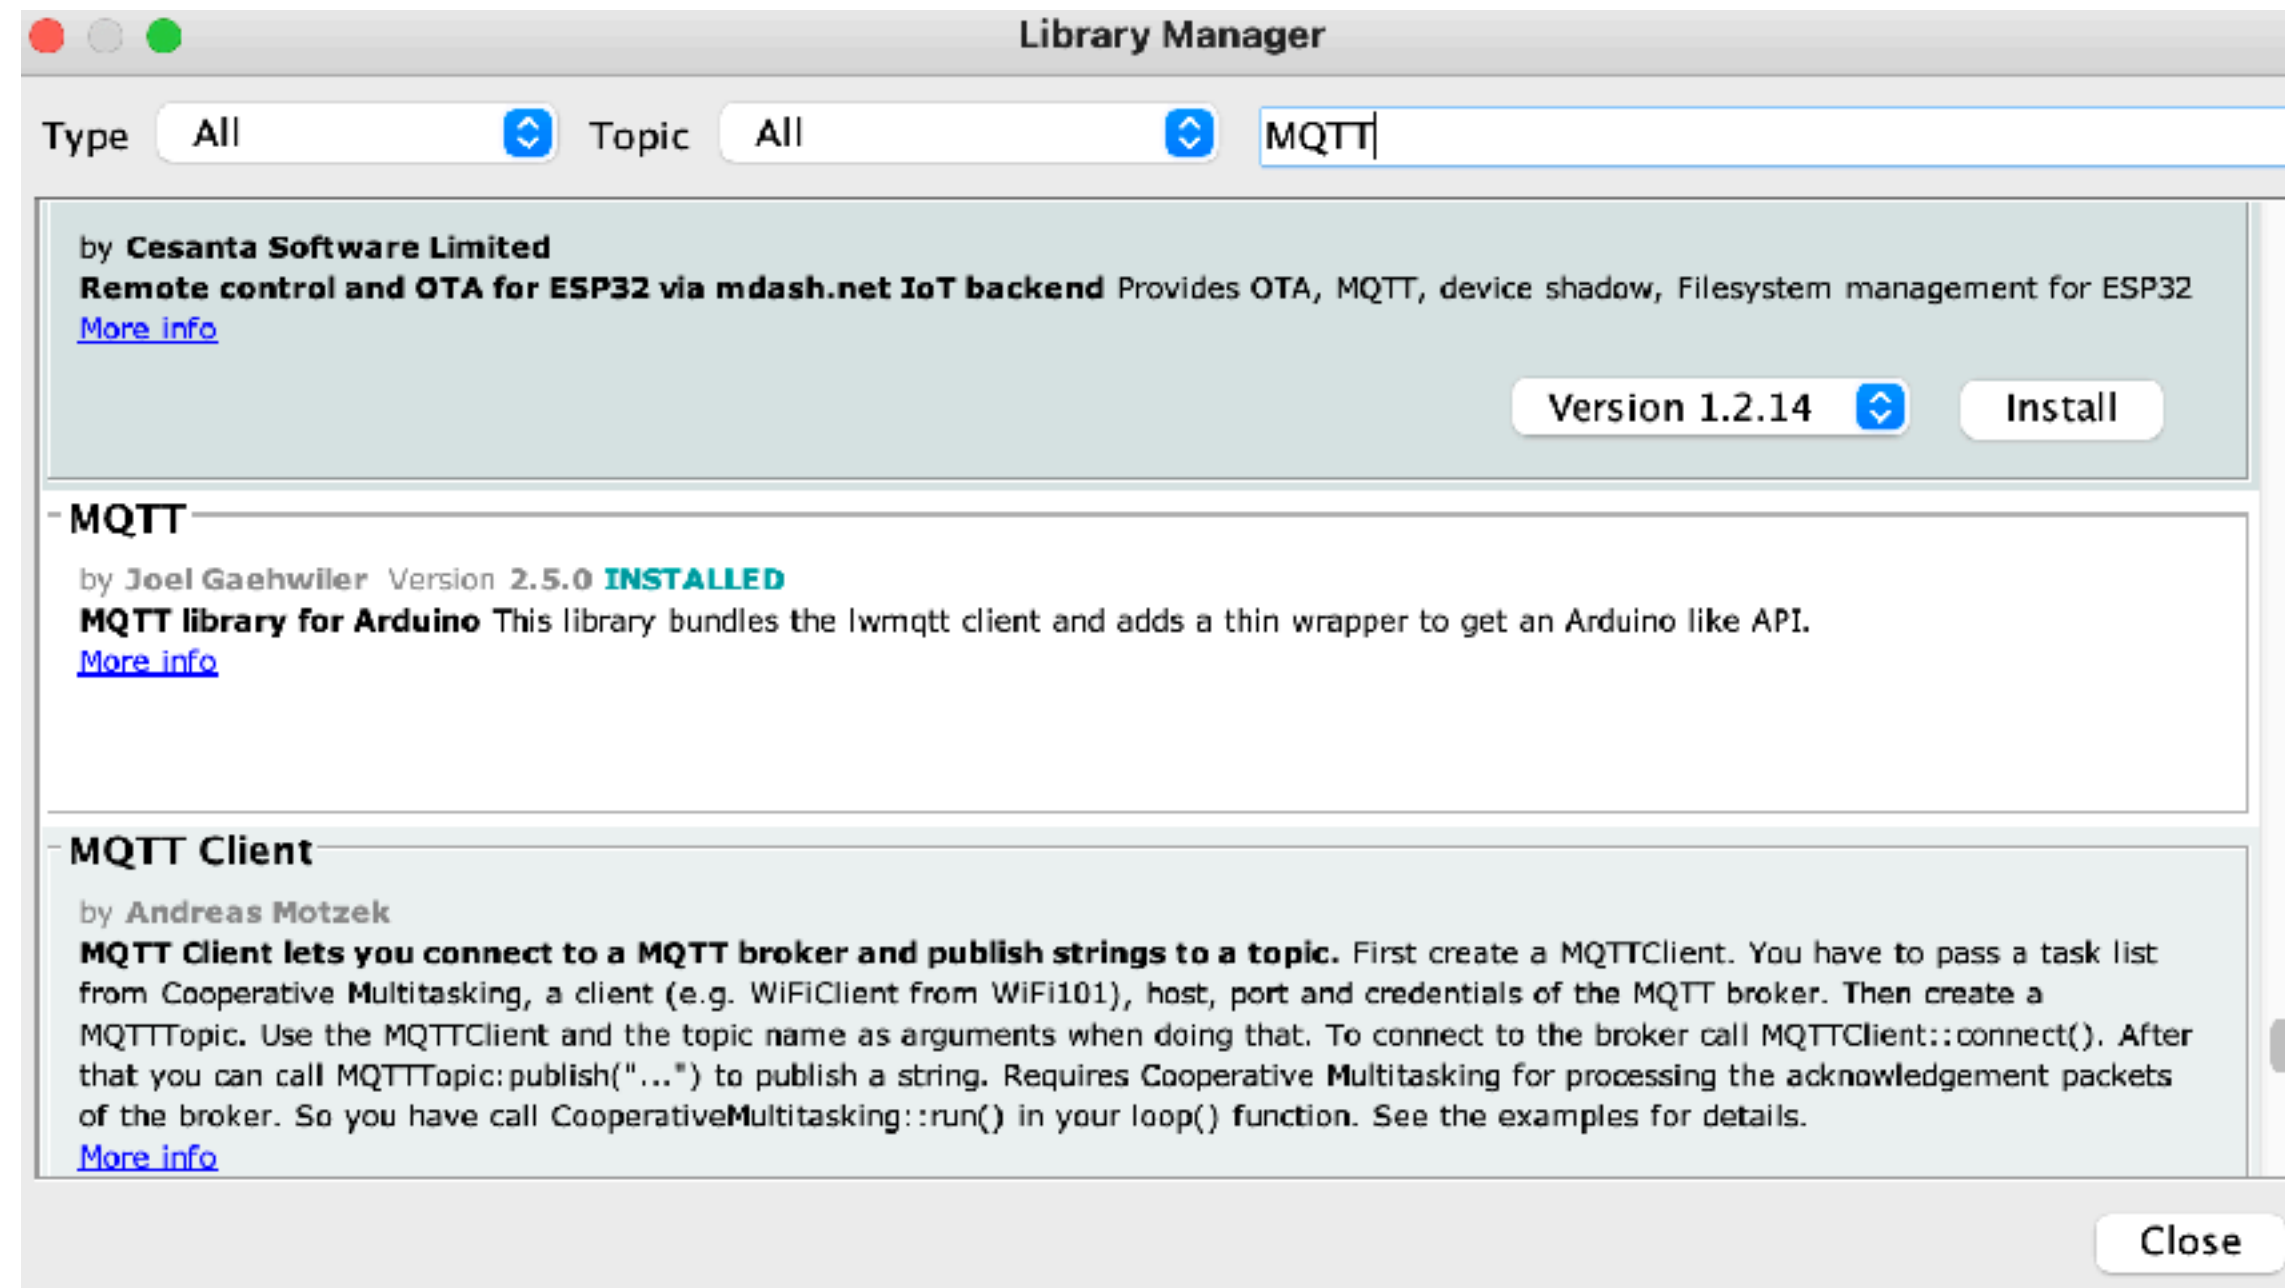 Library Manager
Type All Topic All MQTT
by Cesanta Software Limited
Remote control and OTA for ESP32 via mdash.net IoT backend Provides OTA, MQTT, device shadow, Filesystem management for ESP32
More info
Version 1.2.14 Install
MQTT
by Joel Gaehwiler Version 2.5.0 INSTALLED
MQTT library for Arduino This library bundles the lwmqtt client and adds a thin wrapper to get an Arduino like API.
More info
MQTT Client
by Andreas Motzek
MQTT Client lets you connect to a MQTT broker and publish strings to a topic. First create a MQTTClient. You have to pass a task list
from Cooperative Multitasking, a client (e.g. WiFiClient from WiFi101), host, port and credentials of the MQTT broker. Then create a
MQTTTopic. Use the MQTTClient and the topic name as arguments when doing that. To connect to the broker call MQTTClient::connect(). After
that you can call MQTTTopic:publish("...") to publish a string. Requires Cooperative Multitasking for processing the acknowledgement packets
of the broker. So you have call CooperativeMultitasking::run() in your loop() function. See the examples for details.
More info
Close